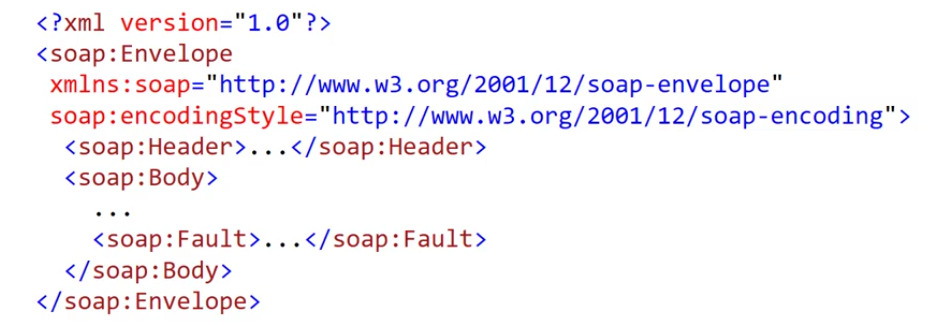 <?xml version="1.0"?>
<soap:Envelope
xmlns:soap="http://www.w3.org/2001/12/soap-envelope"
soap:encodingStyle="http://www.w3.org/2001/12/soap-encoding">
<soap:Header>...</soap:Header>
<soap:Body>
...
<soap:Fault>...</soap:Fault>
</soap:Body>
</soap:Envelope>